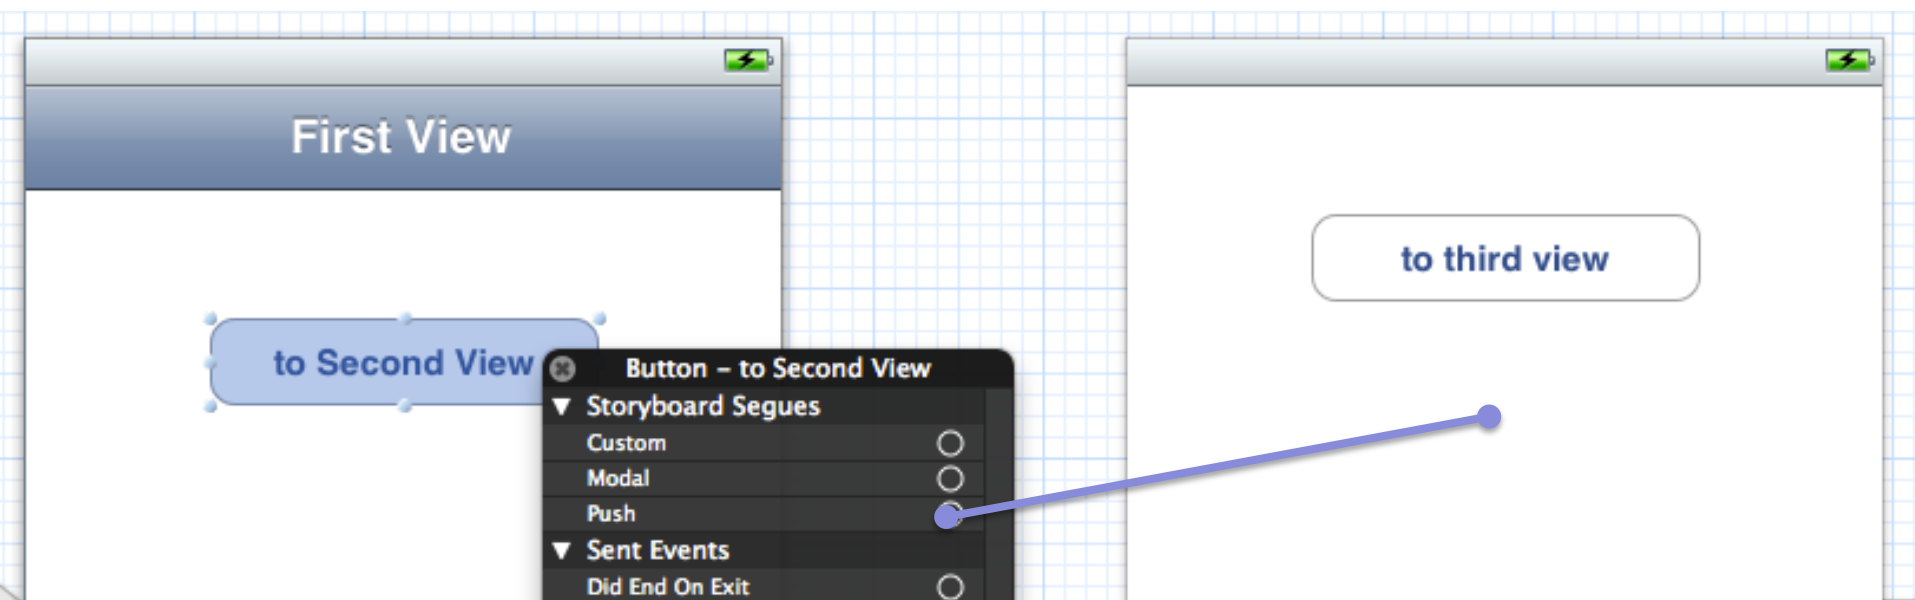 First View
to third view
to Second View
Button – to Second View
Storyboard Segues
Custom
Modal
Push
Sent Events
Did End On Exit